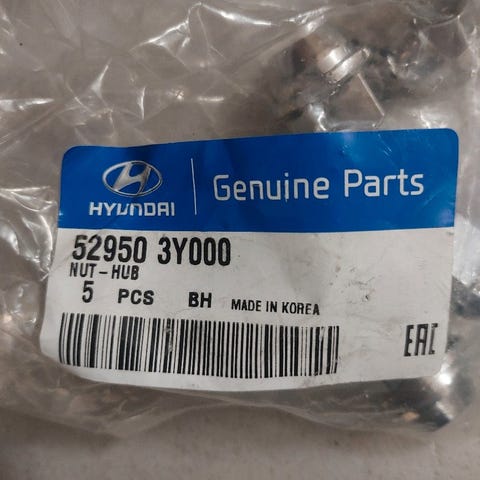 HYUNDAI
Genuine Parts
52950 3Y000
NUT-HUB
5 PCS BH MADE IN KOREA
EAC